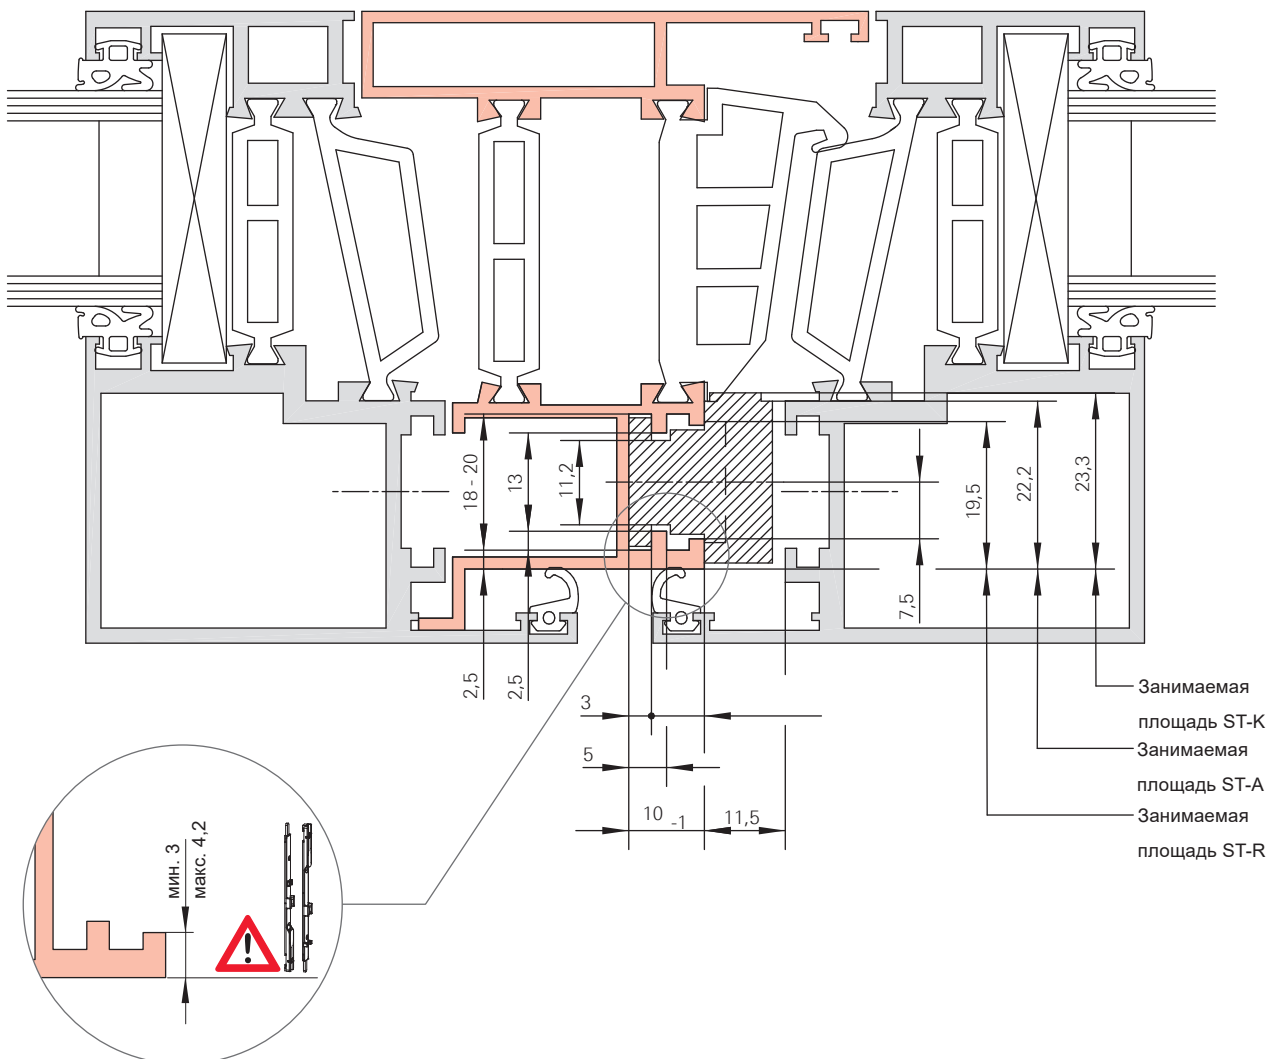 18 - 20
13
11,2
19,5
22,2
23,3
7,5
2,5
2,5
Занимаемая
площадь ST-K
3
Занимаемая
площадь ST-A
5
Занимаемая
площадь ST-R
10 -1
11,5
мин. 3
макс. 4,2
!